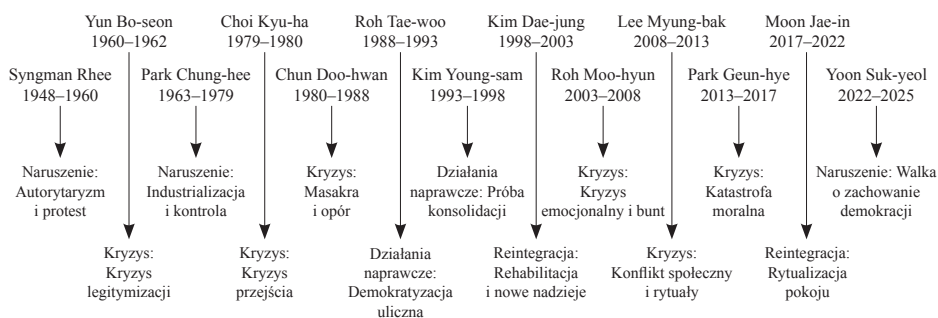 Yun Bo-seon
1960–1962
Choi Kyu-ha
1979–1980
Roh Tae-woo
1988–1993
Kim Dae-jung
1998–2003
Lee Myung-bak
2008–2013
Moon Jae-in
2017–2022
Syngman Rhee
1948–1960
Park Chung-hee
1963–1979
Chun Doo-hwan
1980–1988
Kim Young-sam
1993–1998
Roh Moo-hyun
2003–2008
Park Geun-hye
2013–2017
Yoon Suk-yeol
2022–2025
Naruszenie:
Autorytaryzm
i protest
Naruszenie:
Industrializacja
i kontrola
Kryzys:
Masakra
i opór
Działania
naprawcze: Próba
konsolidacji
Kryzys:
Kryzys
emocjonalny i bunt
Kryzys:
Katastrofa
moralna
Naruszenie: Walka
o zachowanie
demokracji
Kryzys:
Kryzys
legitymizacji
Kryzys:
Kryzys
przejścia
Działania
naprawcze:
Demokratyzacja
uliczna
Reintegracja:
Rehabilitacja
i nowe nadzieje
Kryzys:
Konflikt społeczny
i rytuały
Reintegracja:
Rytualizacja
pokoju